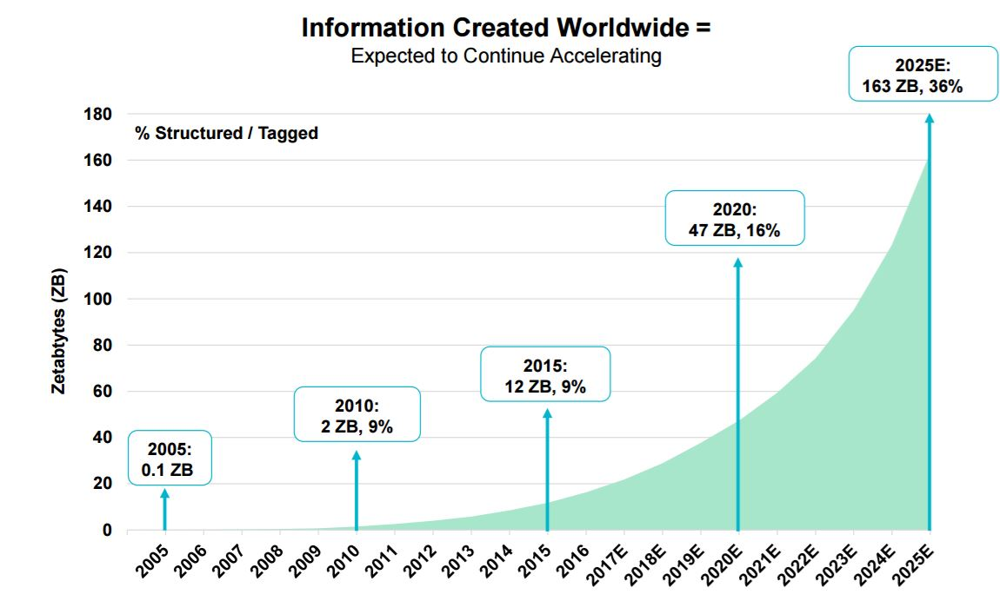 Information Created Worldwide =
Expected to Continue Accelerating
2025E:
163 ZB, 36%
% Structured / Tagged
2020:
47 ZB, 16%
2015:
12 ZB, 9%
2010:
2 ZB, 9%
2005:
0.1 ZB
Zetabtytes (ZB)
180
160
140
120
100
80
60
40
20
0
2005
2006
2007
2008
2009
2010
2011
2012
2013
2014
2015
2016
2017E
2018E
2019E
2020E
2021E
2022E
2023E
2024E
2025E